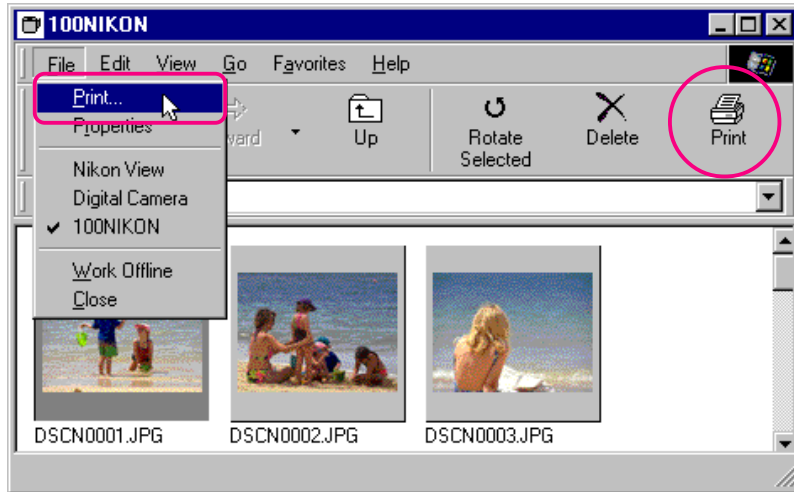 100NIKON
File Edit View Go Favorites Help
Print...
Properties
Nikon View
Digital Camera
✔ 100NIKON
Work Offline
Close
ward
Up
Rotate
Selected
Delete
Print
DSCN0001.JPG DSCN0002.JPG DSCN0003.JPG